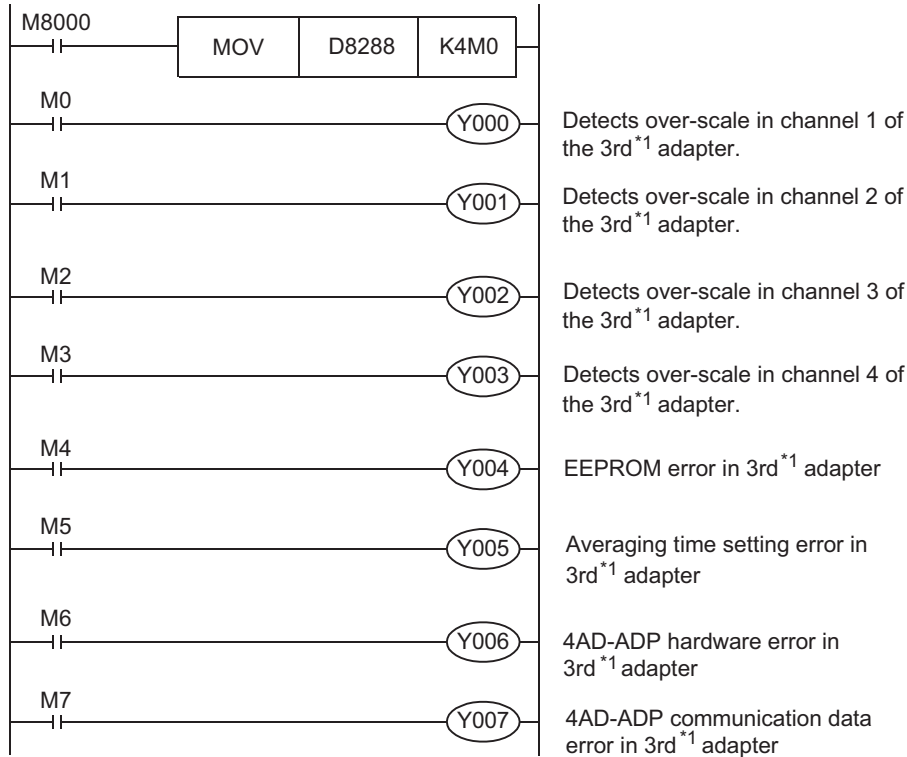 M8000
MOV D8288 K4M0
M0
Y000 Detects over-scale in channel 1 of
the 3rd*1 adapter.
M1
Y001 Detects over-scale in channel 2 of
the 3rd*1 adapter.
M2
Y002 Detects over-scale in channel 3 of
the 3rd*1 adapter.
M3
Y003 Detects over-scale in channel 4 of
the 3rd*1 adapter.
M4
Y004 EEPROM error in 3rd*1 adapter
M5
Y005 Averaging time setting error in
3rd*1 adapter
M6
Y006 4AD-ADP hardware error in
3rd*1 adapter
M7
Y007 4AD-ADP communication data
error in 3rd*1 adapter